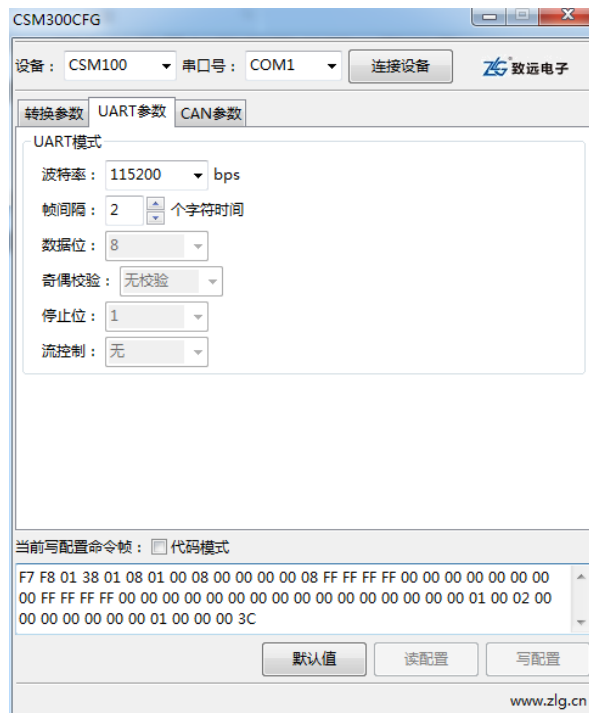 CSM300CFG
设备： CSM100 串口号： COM1 连接设备 ZLG 致远电子
转换参数 UART参数 CAN参数
UART模式
波特率： 115200 bps
帧间隔： 2 个字符时间
数据位： 8
奇偶校验： 无校验
停止位： 1
流控制： 无
当前写配置命令帧： 代码模式
F7 F8 01 38 01 08 01 00 08 00 00 00 00 08 FF FF FF FF 00 00 00 00 00 00 00
00 FF FF FF FF 00 00 00 00 00 00 00 00 00 00 00 00 00 00 00 00 01 00 02 00
00 00 00 00 00 00 01 00 00 00 3C
默认值 读配置 写配置
www.zlg.cn